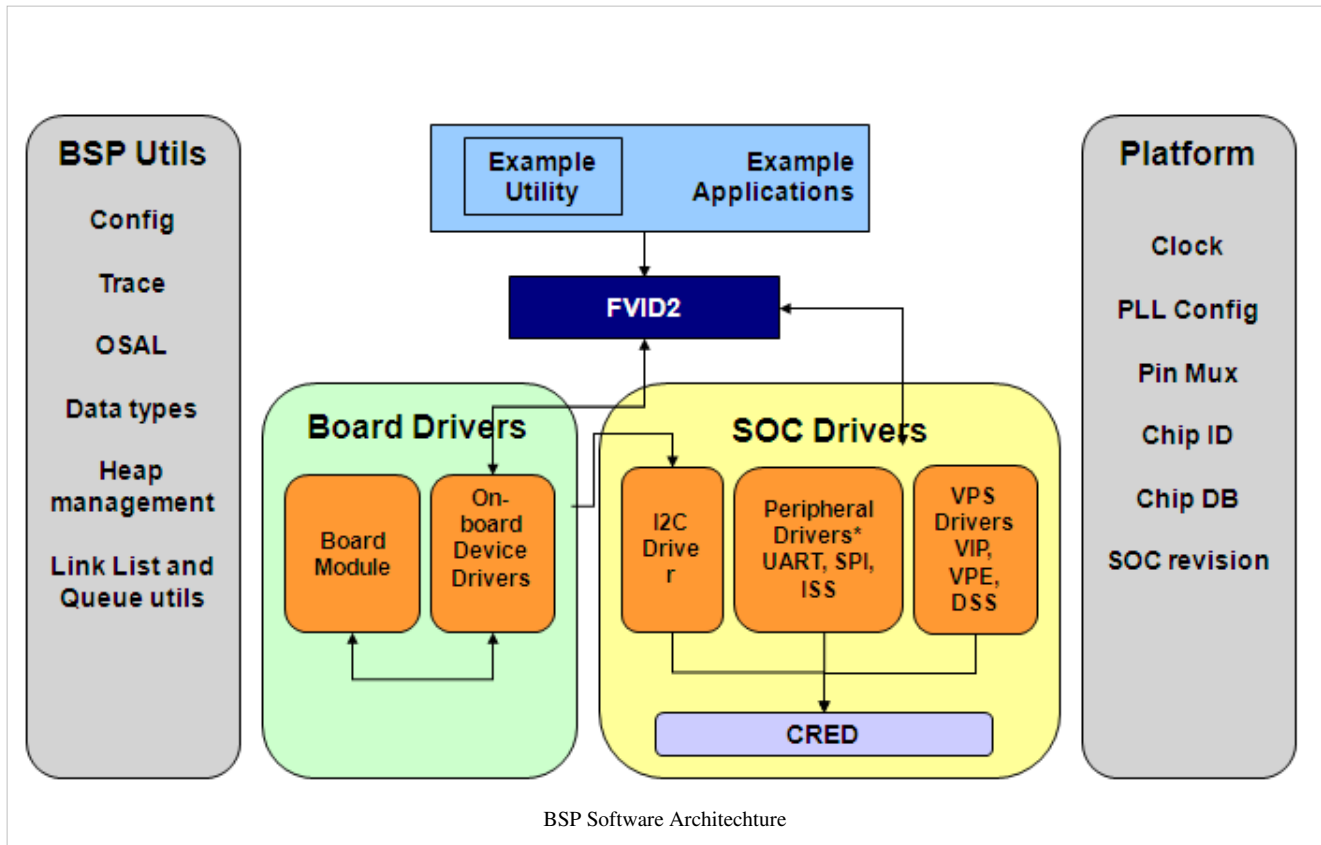 BSP Utils
Config
Trace
OSAL
Data types
Heap
management
Link List and
Queue utils
Example
Utility
Example
Applications
FVID2
Board Drivers
Board
Module
On-
board
Device
Drivers
SOC Drivers
I2C
Drive
r
Peripheral
Drivers*
UART, SPI,
ISS
VPS
Drivers
VIP,
VPE,
DSS
CRED
Platform
Clock
PLL Config
Pin Mux
Chip ID
Chip DB
SOC revision
BSP Software Architechture